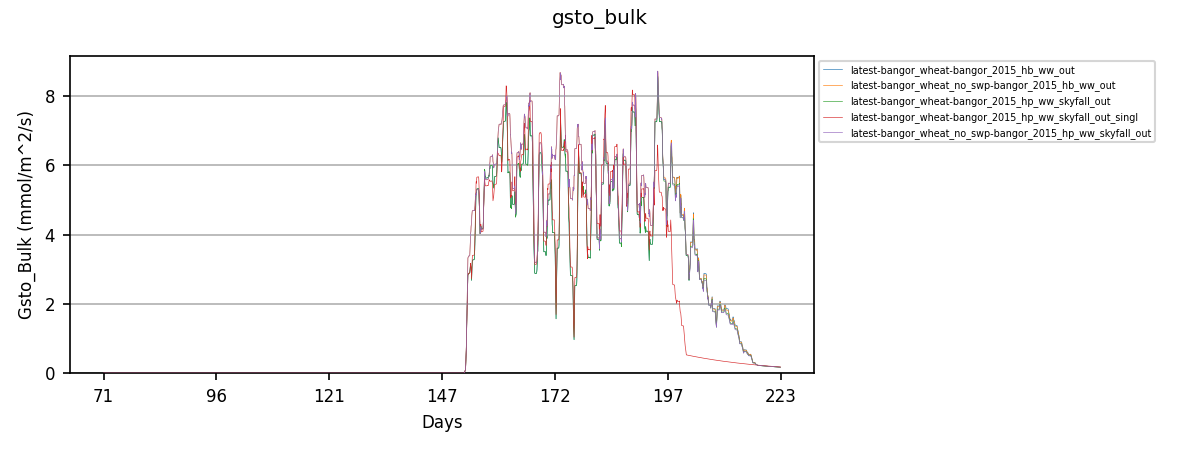 gsto_bulk
Gsto_Bulk (mmol/m^2/s)
8
6
4
2
0
71 96 121 147 172 197 223
Days
latest-bangor_wheat-bangor_2015_hb_ww_out
latest-bangor_wheat_no_swp-bangor_2015_hb_ww_out
latest-bangor_wheat-bangor_2015_hp_ww_skyfall_out
latest-bangor_wheat-bangor_2015_hp_ww_skyfall_out_singl
latest-bangor_wheat_no_swp-bangor_2015_hp_ww_skyfall_out